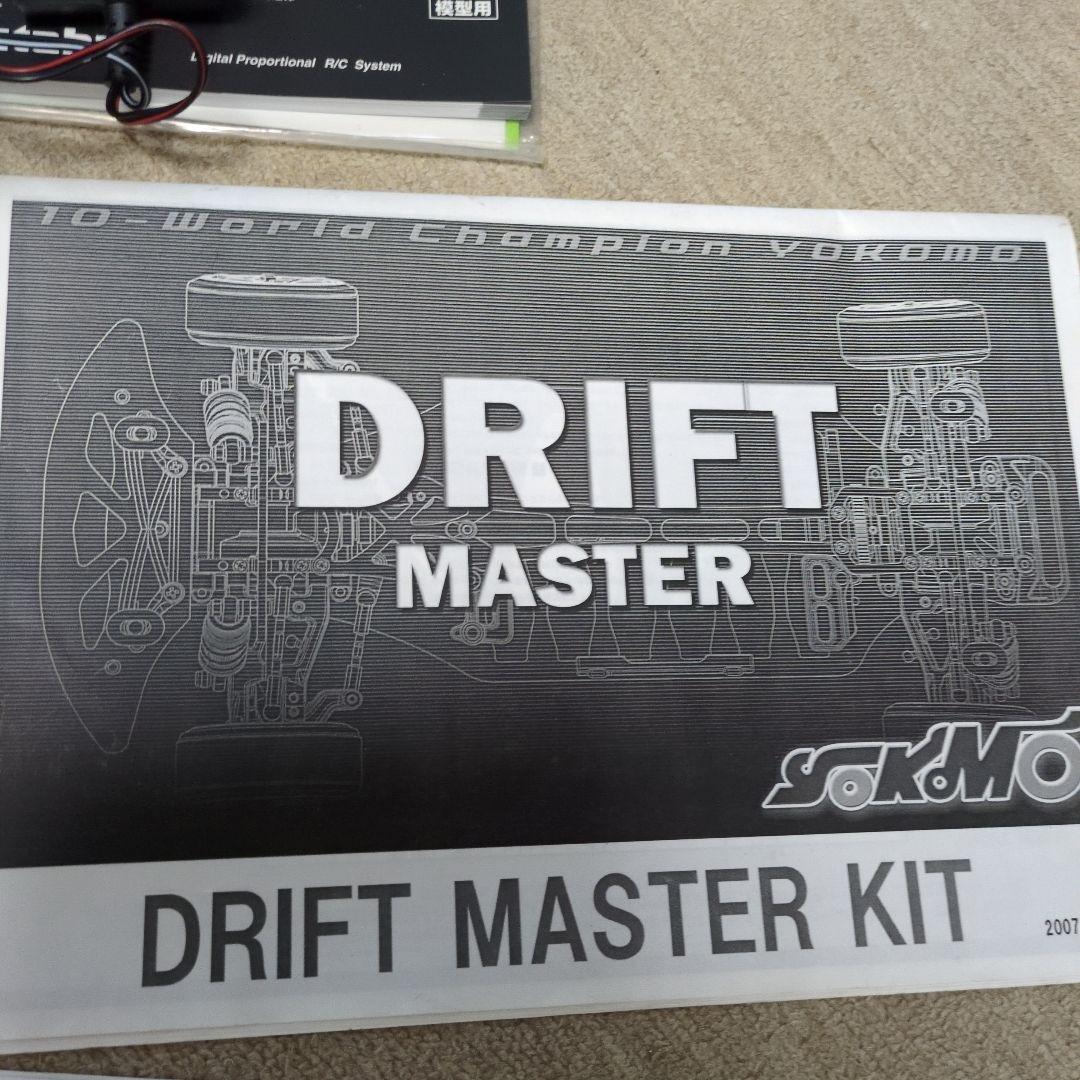 模型用
Digital Proportional R/C System
10-World Champion YOKOMO
DRIFT
MASTER
YOKOMO
DRIFT MASTER KIT
2007